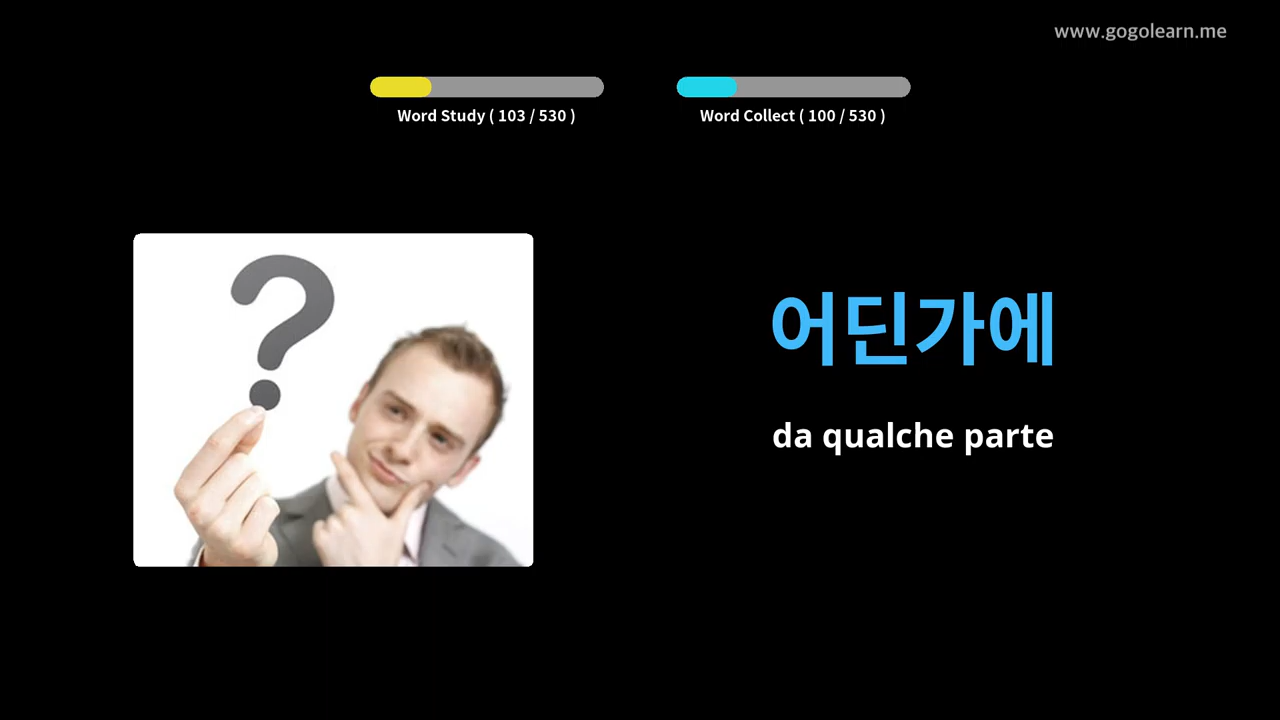 www.gogolearn.me
Word Study ( 103 / 530 )
Word Collect ( 100 / 530 )
?
어딘가에
da qualche parte